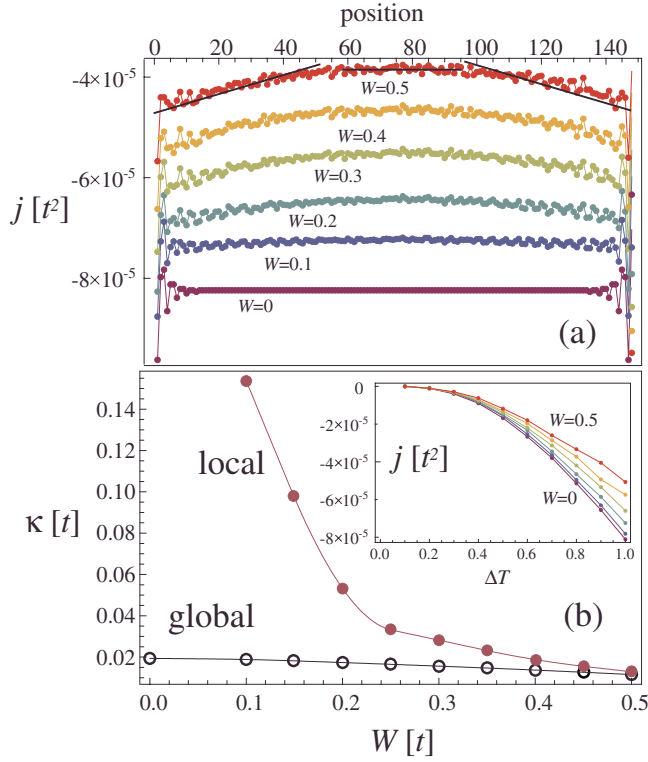 position
0 20 40 60 80 100 120 140
-4×10⁻⁵
W=0.5
W=0.4
-6×10⁻⁵
W=0.3
j [t²]
W=0.2
W=0.1
-8×10⁻⁵
W=0
(a)
0.14
0.12
0.10
0.08
0.06
0.04
0.02
κ [t]
local
global
(b)
0
-2×10⁻⁵
-4×10⁻⁵
-6×10⁻⁵
-8×10⁻⁵
W=0.5
j [t²]
W=0
0.0 0.2 0.4 0.6 0.8 1.0
ΔT
0.0 0.1 0.2 0.3 0.4 0.5
W [t]